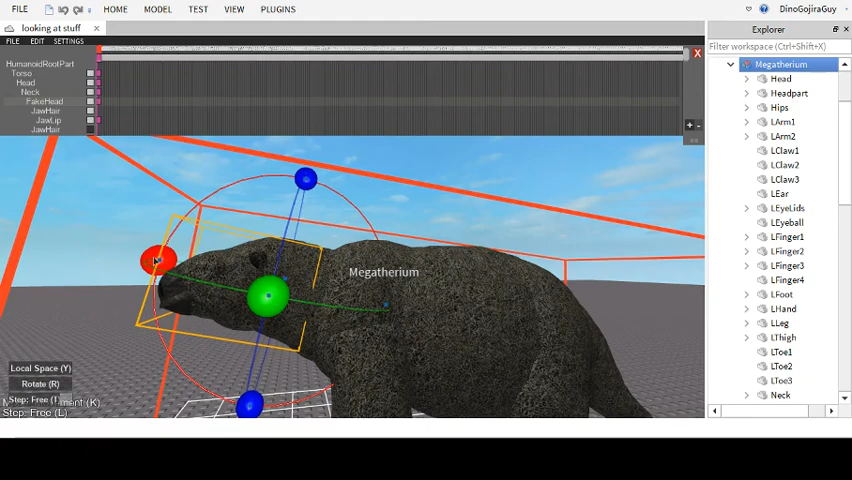 FILE HOME MODEL TEST VIEW PLUGINS DinoGojiraGuy
looking at stuff ×
Explorer
FILE EDIT SETTINGS
Filter workspace (Ctrl+Shift+X)
X
HumanoidRootPart
Torso
Head
Neck
FakeHead
JawHair
JawLip
JawHair
+ -
Megatherium
Head
Headpart
Hips
LArm1
LArm2
LClaw1
LClaw2
LClaw3
LEar
LEyeLids
LEyeball
LFinger1
LFinger2
LFinger3
LFinger4
LFoot
LHand
LLeg
LThigh
LToe1
LToe2
LToe3
Neck
Megatherium
Local Space (Y)
Rotate (R)
Step: Free (T)
Step: Free (L)